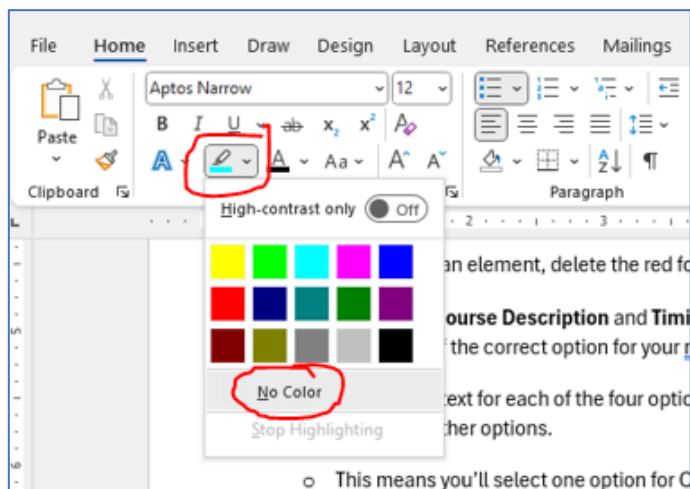 File Home Insert Draw Design Layout References Mailings
Aptos Narrow 12
Paste
B I U ab x₂ x² A
A A Aa A^ Aˇ A Z ¶
Clipboard Paragraph
High-contrast only Off
2 3
an element, delete the red fo
ourse Description and Timi
the correct option for your
No Color
text for each of the four optio
Stop Highlighting
ther options.
o This means you'll select one option for C